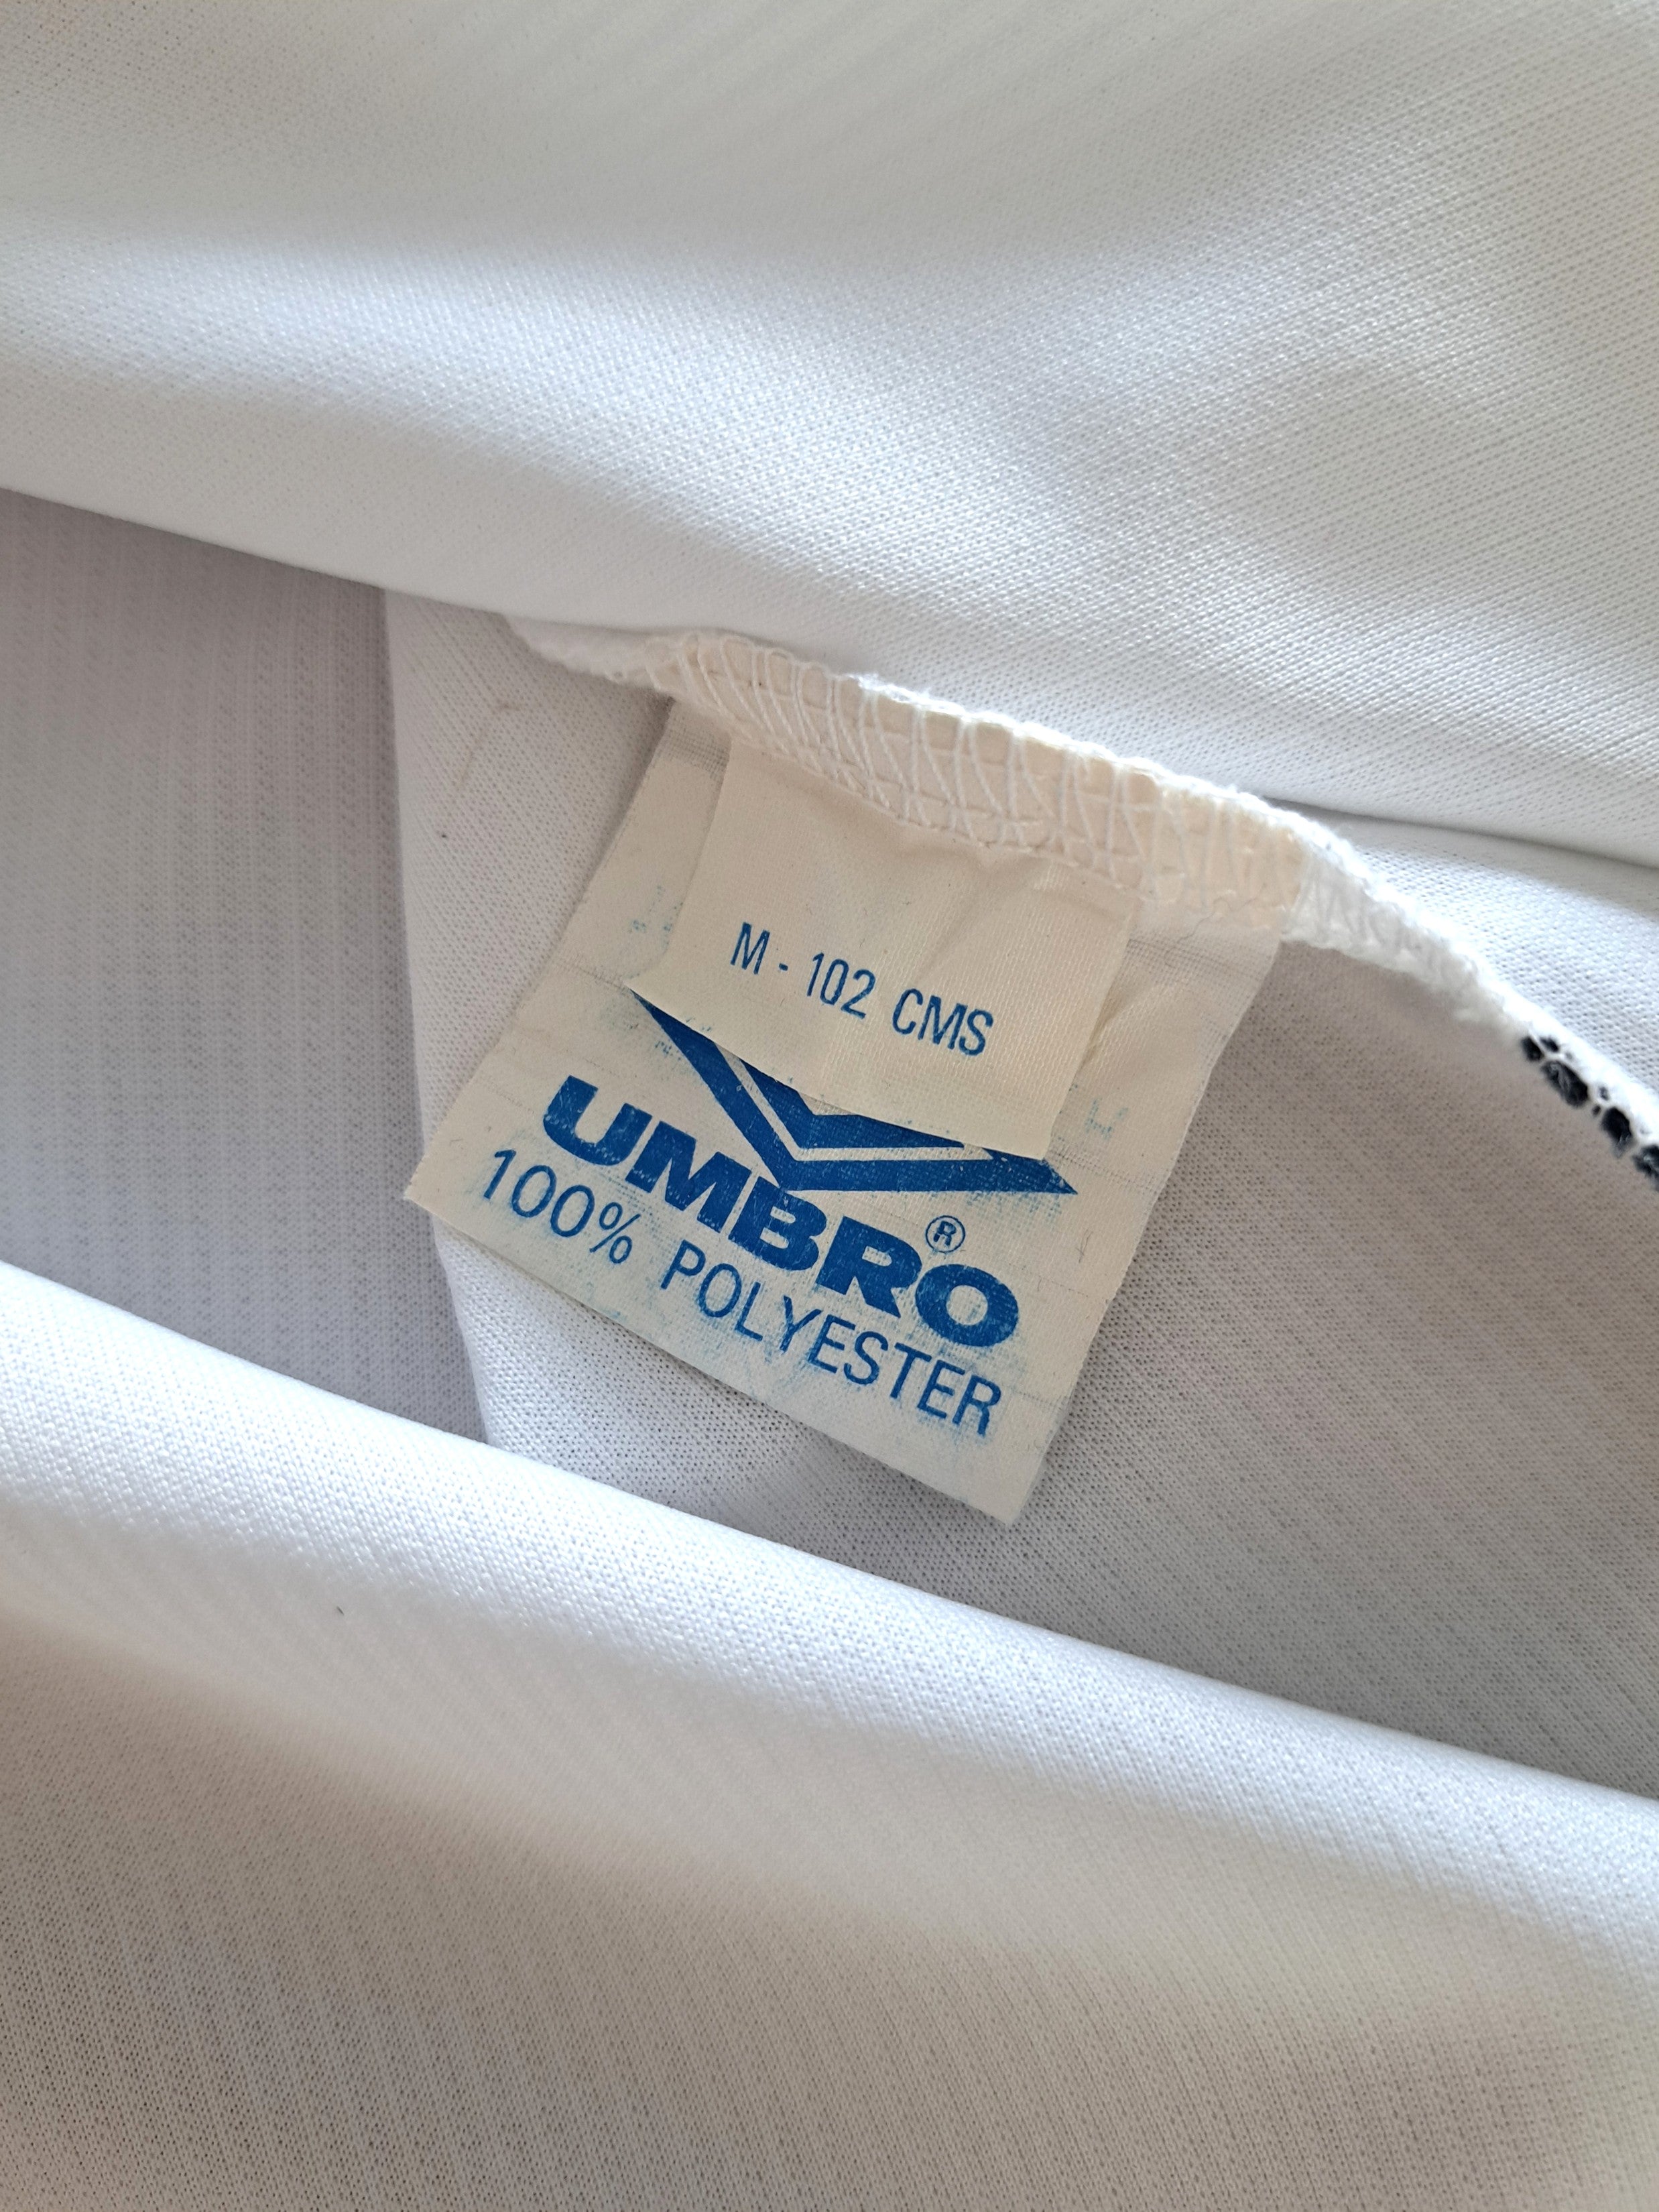 M - 102 CMS
UMBRO®
100% POLYESTER